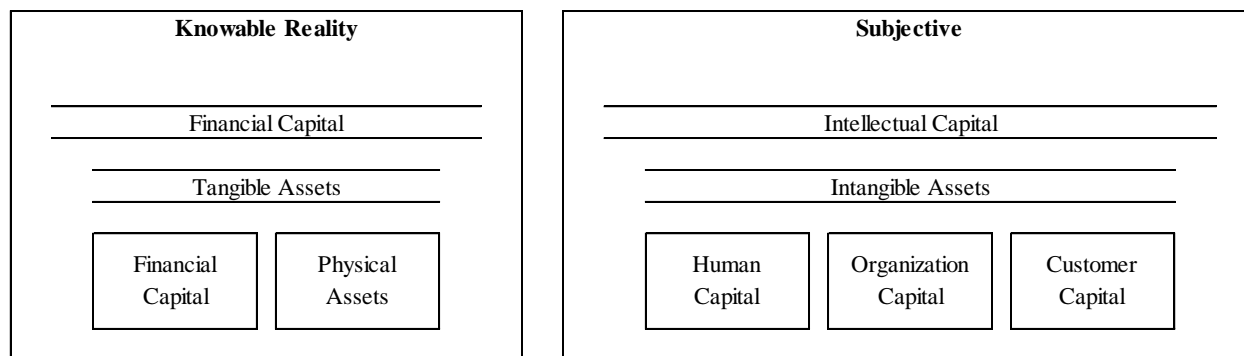 Knowable Reality
Financial Capital
Tangible Assets
Financial
Capital
Physical
Assets
Subjective
Intellectual Capital
Intangible Assets
Human
Capital
Organization
Capital
Customer
Capital